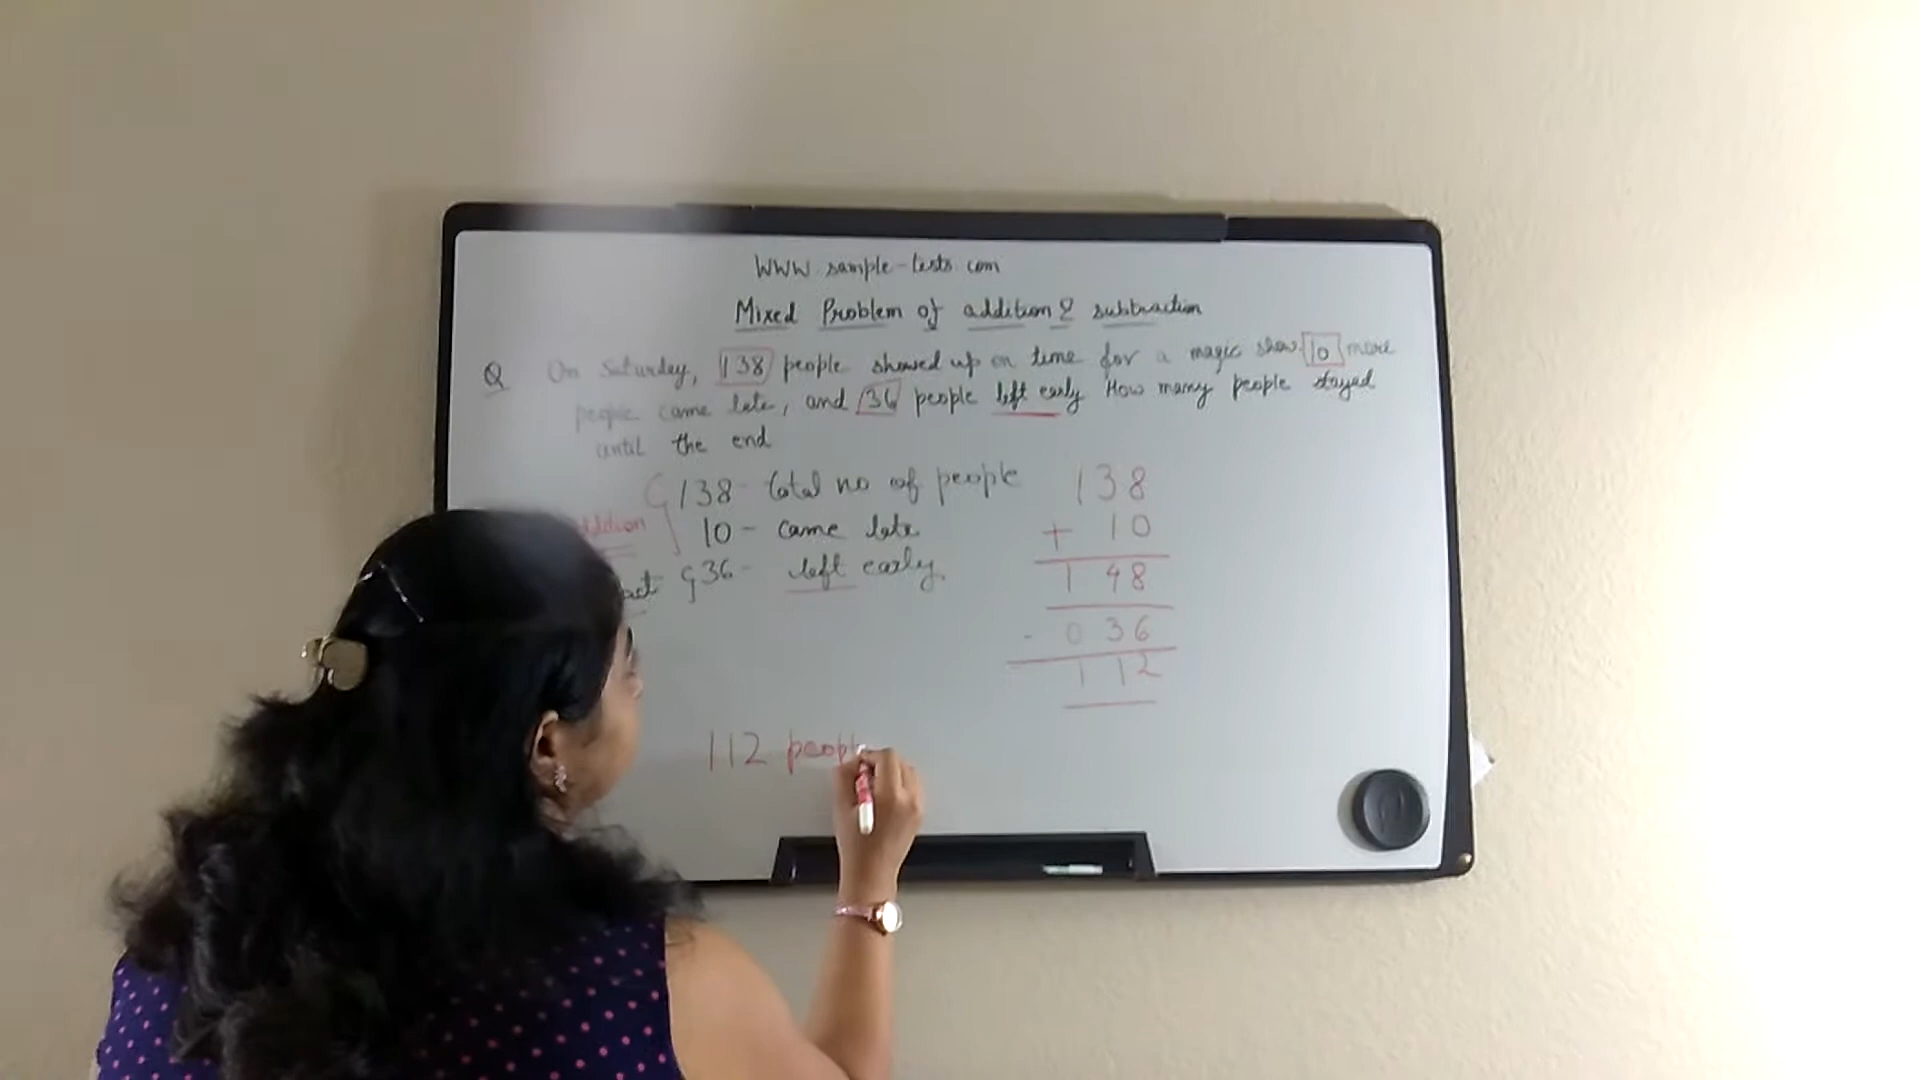 WWW.sample-tests.com
Mixed Problem of addition & subtraction
Q On Saturday, 138 people showed up on time for a magic show. 10 more
people came late, and 36 people left early How many people stayed
until the end
138 - total no of people
addition
10 - came late
36 - left early.
138
+ 10
148
- 036
112
112 people